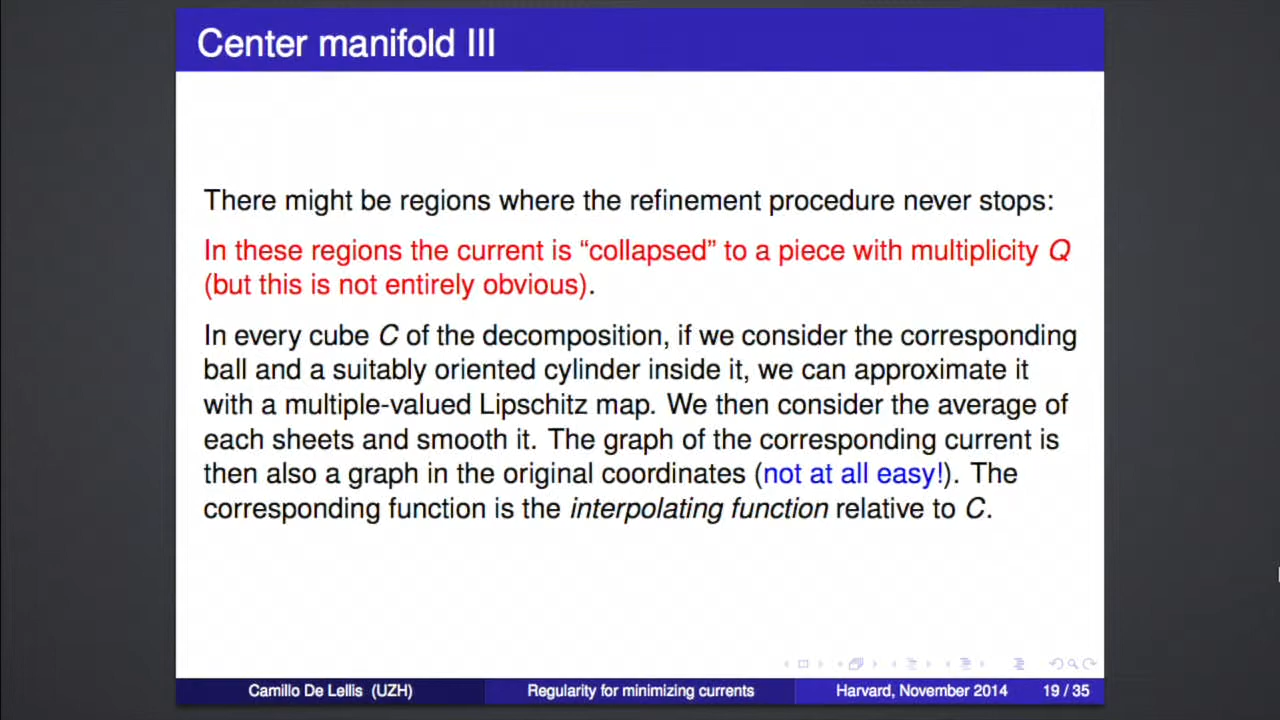 Center manifold III
There might be regions where the refinement procedure never stops:
In these regions the current is “collapsed” to a piece with multiplicity Q
(but this is not entirely obvious).
In every cube C of the decomposition, if we consider the corresponding
ball and a suitably oriented cylinder inside it, we can approximate it
with a multiple-valued Lipschitz map. We then consider the average of
each sheets and smooth it. The graph of the corresponding current is
then also a graph in the original coordinates (not at all easy!). The
corresponding function is the interpolating function relative to C.
Camillo De Lellis (UZH) Regularity for minimizing currents Harvard, November 2014 19 / 35